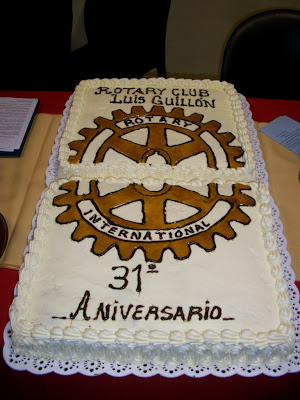 ROTARY CLUB
LUIS GUILLÓN
ROTARY
INTERNATIONAL
31º
ANIVERSARIO